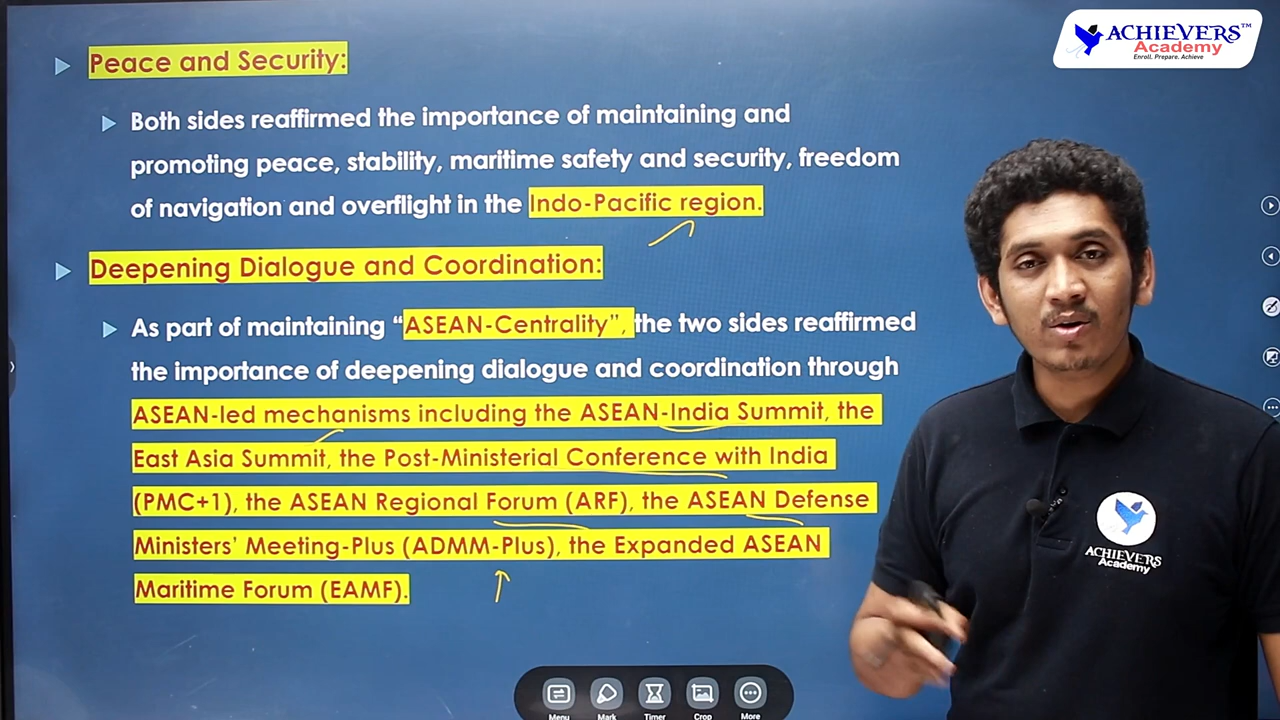 ACHIEVERS™
Academy
Enroll. Prepare. Achieve
Peace and Security:
Both sides reaffirmed the importance of maintaining and
promoting peace, stability, maritime safety and security, freedom
of navigation and overflight in the Indo-Pacific region.
Deepening Dialogue and Coordination:
As part of maintaining “ASEAN-Centrality”, the two sides reaffirmed
the importance of deepening dialogue and coordination through
ASEAN-led mechanisms including the ASEAN-India Summit, the
East Asia Summit, the Post-Ministerial Conference with India
(PMC+1), the ASEAN Regional Forum (ARF), the ASEAN Defense
Ministers’ Meeting-Plus (ADMM-Plus), the Expanded ASEAN
Maritime Forum (EAMF).
ACHIEVERS
Academy
Menu Mark Timer Crop More